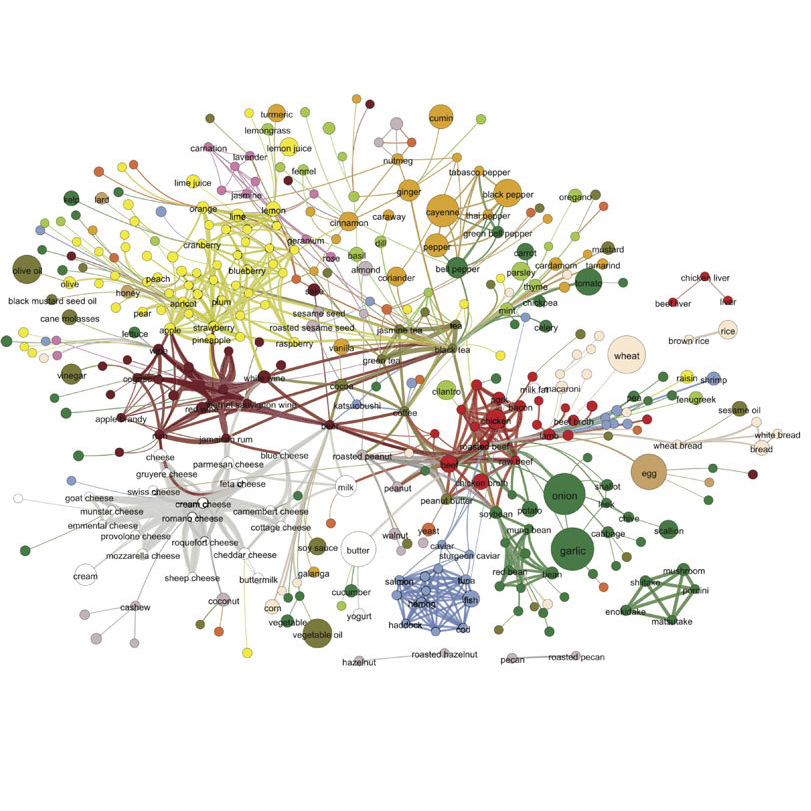 turmeric
cumin
lemongrass
carnation
lavender
lemon juice
nutmeg
fennel
tabasco pepper
lime juice
ginger
black pepper
kelp
lard
jasmine
oregano
orange
lime
lemon
cinnamon
caraway
cayenne
thai pepper
green bell pepper
cranberry
geranium
dill
pepper
mustard
rose
basil
carrot
olive oil
blueberry
almond
bell pepper
parsley
cardamom
tamarind
peach
coriander
thyme
tomato
chicken liver
olive
honey
sake
black mustard seed oil
apricot
plum
mint
chickpea
beef liver
liver
pear
sesame seed
cane molasses
apple
strawberry
roasted sesame seed
jasmine tea
tea
celery
rice
lettuce
pineapple
raspberry
vanilla
black tea
brown rice
wine
green tea
wheat
vinegar
cognac
white wine
cocoa
cilantro
milk fat
macaroni
raisin
shrimp
red wine
cabernet sauvignon wine
katsuobushi
coffee
pork
bacon
pea
fenugreek
sesame oil
apple brandy
beer
chicken
beef broth
rum
jamaican rum
lamb
white bread
roasted beef
wheat bread
bread
cheese
parmesan cheese
blue cheese
roasted peanut
beef
raw beef
gruyere cheese
feta cheese
egg
swiss cheese
milk
peanut
chicken broth
goat cheese
cream cheese
peanut butter
onion
shallot
munster cheese
romano cheese
camembert cheese
soybean
potato
leek
emmental cheese
cottage cheese
chive
provolone cheese
roquefort cheese
walnut
yeast
mung bean
cabbage
scallion
mozzarella cheese
cheddar cheese
soy sauce
butter
caviar
sturgeon caviar
garlic
cream
sheep cheese
buttermilk
galanga
salmon
tuna
red bean
bean
mushroom
shiitake
porcini
cashew
coconut
corn
cucumber
herring
fish
enokidake
matsutake
vegetable
yogurt
haddock
cod
vegetable oil
hazelnut
roasted hazelnut
pecan
roasted pecan